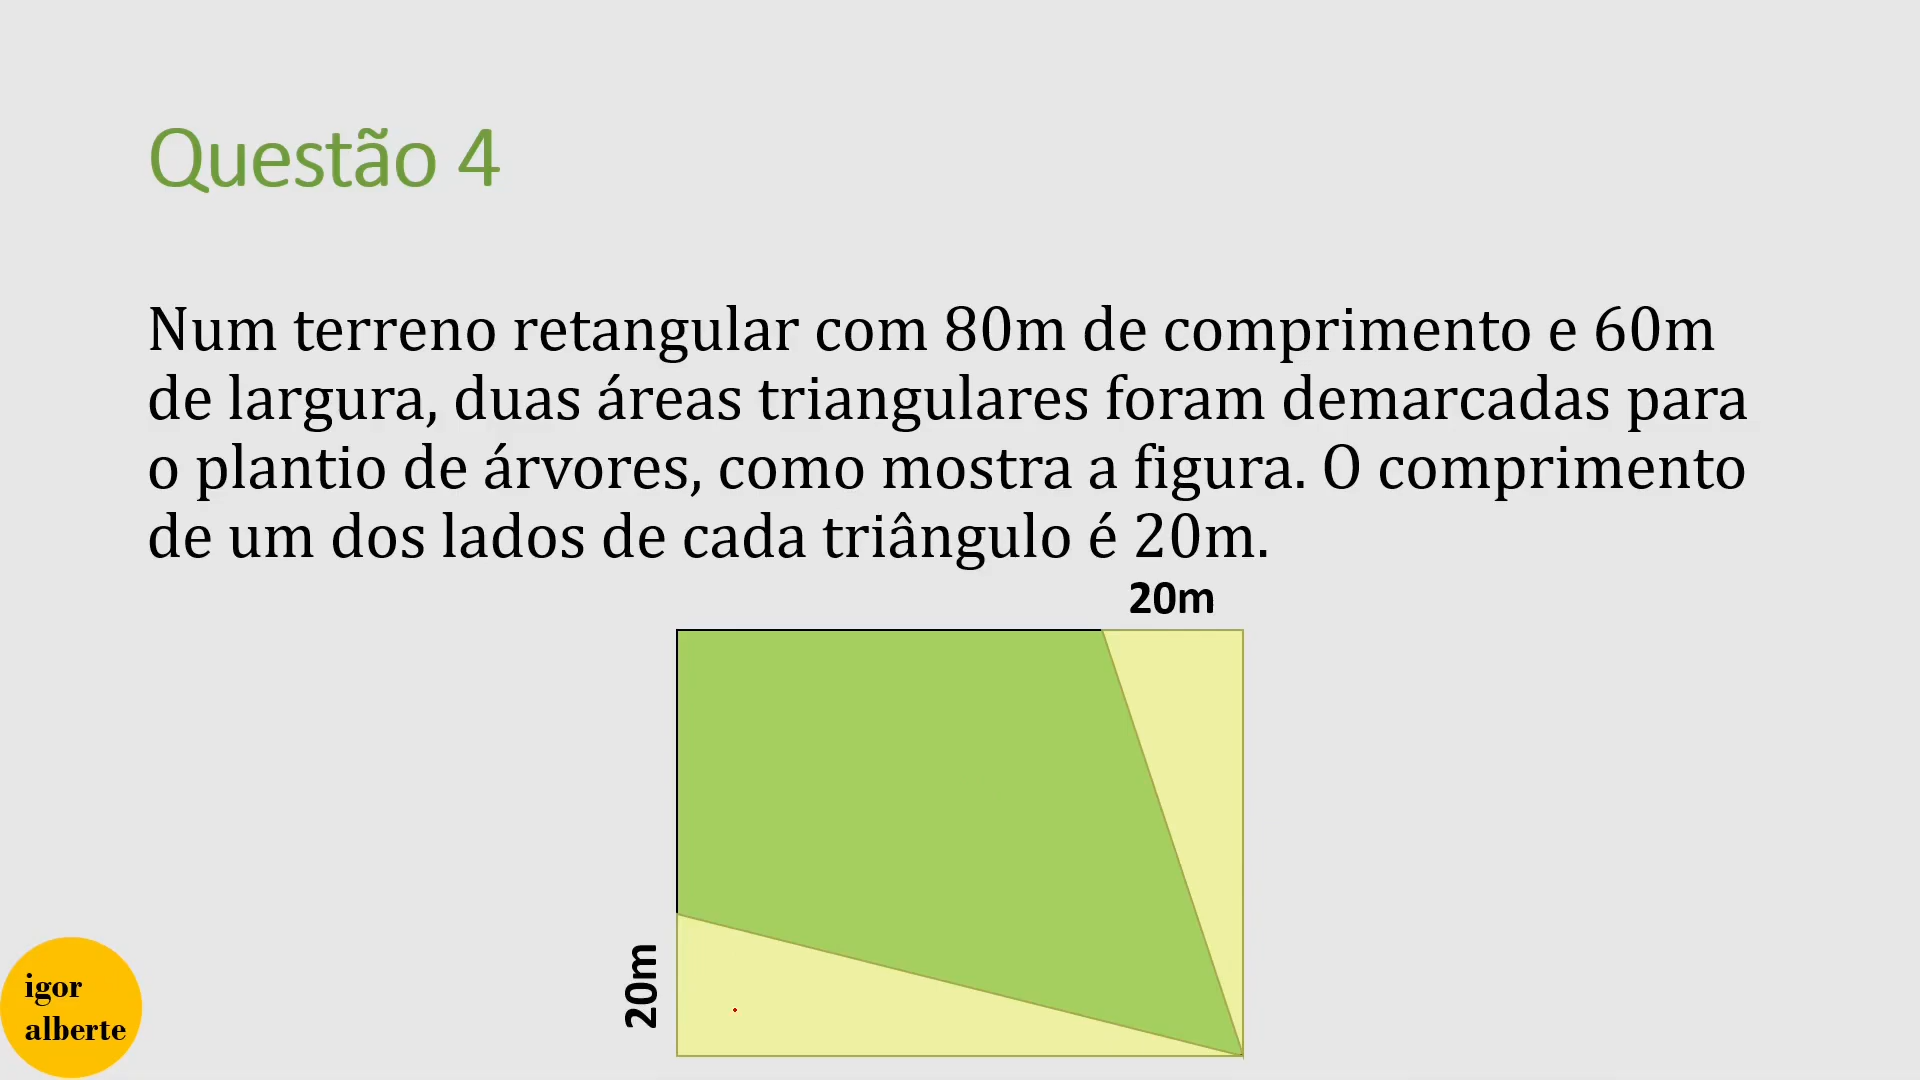 Questão 4
Num terreno retangular com 80m de comprimento e 60m
de largura, duas áreas triangulares foram demarcadas para
o plantio de árvores, como mostra a figura. O comprimento
de um dos lados de cada triângulo é 20m.
20m
20m
igor
alberte